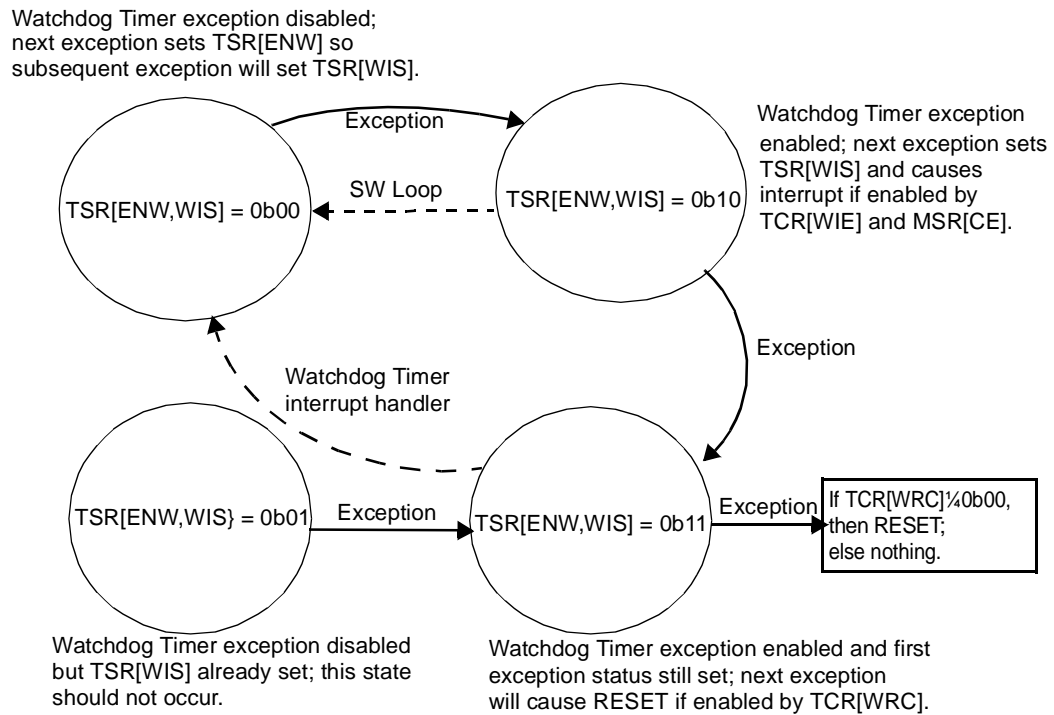 Watchdog Timer exception disabled;
next exception sets TSR[ENW] so
subsequent exception will set TSR[WIS].
Exception
Watchdog Timer exception
enabled; next exception sets
TSR[WIS] and causes
interrupt if enabled by
TCR[WIE] and MSR[CE].
SW Loop
TSR[ENW,WIS] = 0b00
TSR[ENW,WIS] = 0b10
Exception
Watchdog Timer
interrupt handler
TSR[ENW,WIS} = 0b01
Exception
TSR[ENW,WIS] = 0b11
Exception
If TCR[WRC]¼0b00,
then RESET;
else nothing.
Watchdog Timer exception disabled
but TSR[WIS] already set; this state
should not occur.
Watchdog Timer exception enabled and first
exception status still set; next exception
will cause RESET if enabled by TCR[WRC].